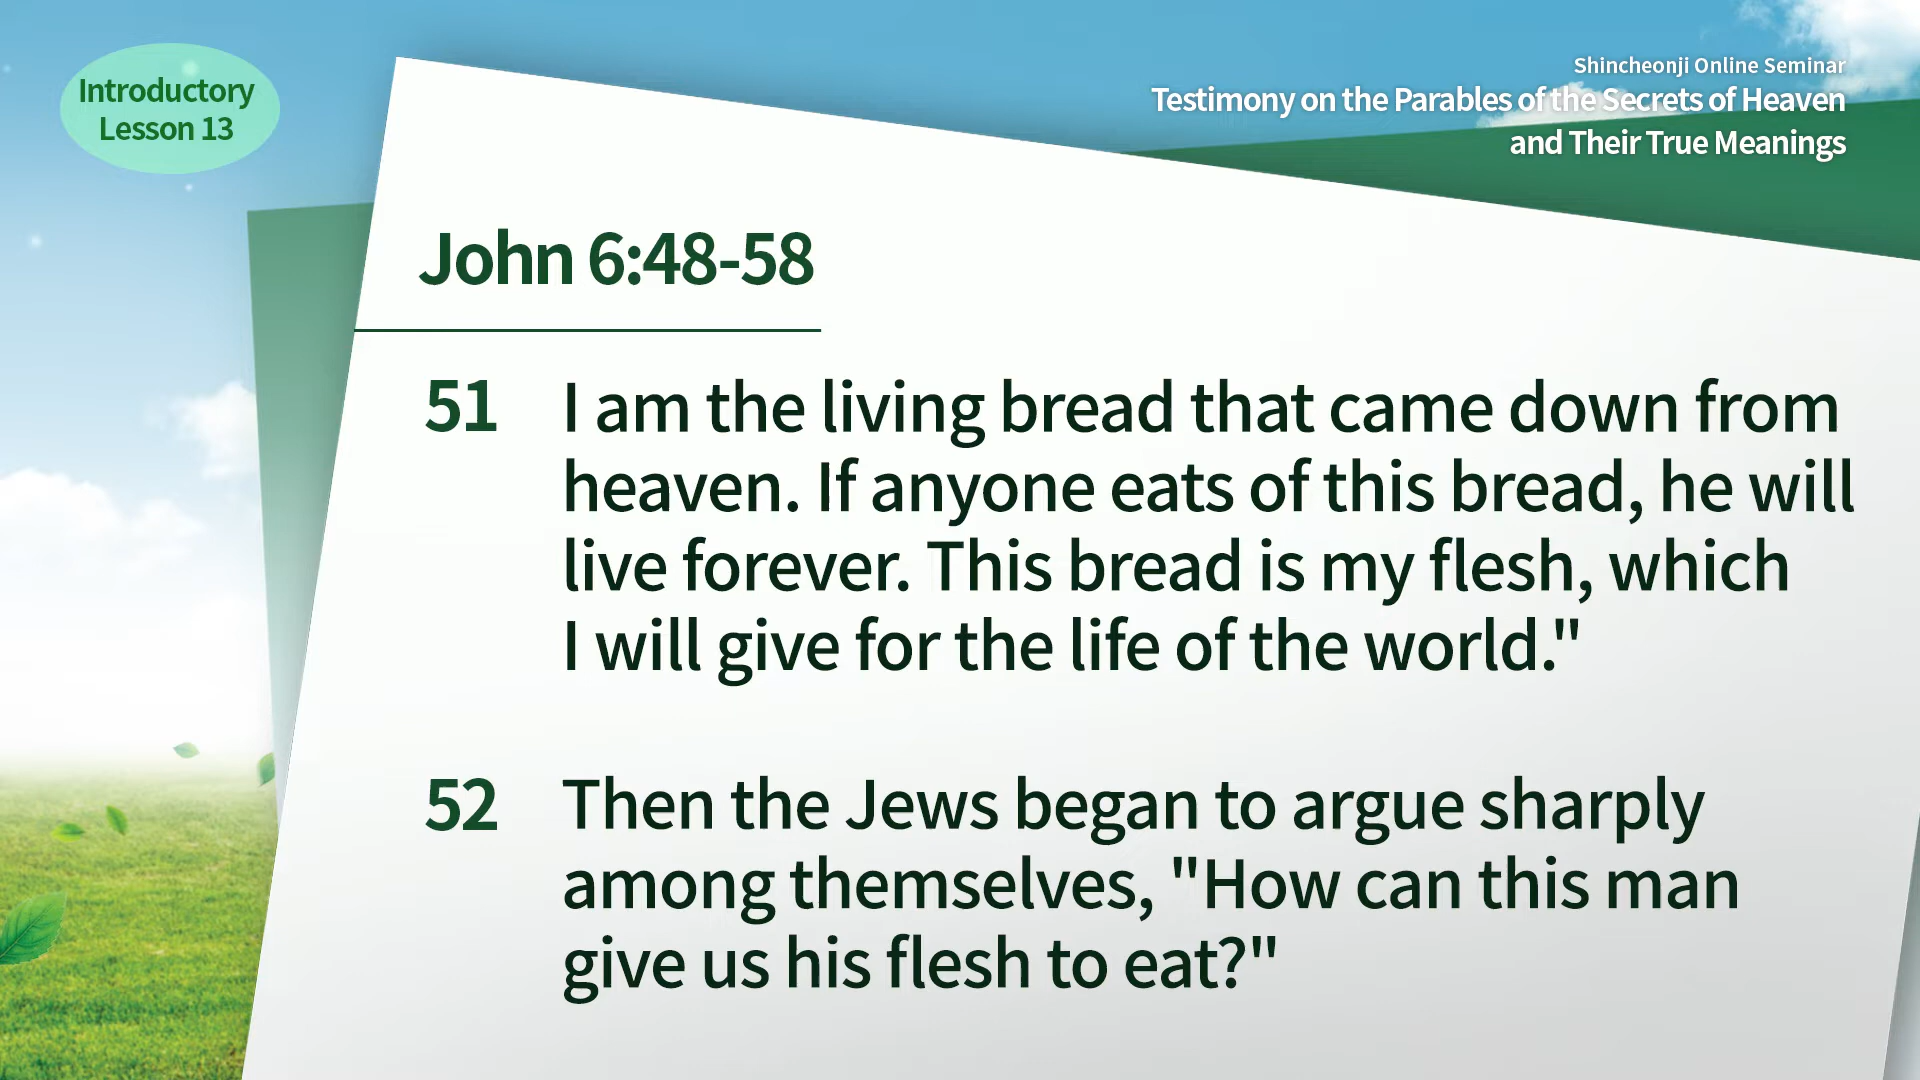 Introductory
Lesson 13
Shincheonji Online Seminar
Testimony on the Parables of the Secrets of Heaven
and Their True Meanings
John 6:48-58
51 I am the living bread that came down from
heaven. If anyone eats of this bread, he will
live forever. This bread is my flesh, which
I will give for the life of the world."
52 Then the Jews began to argue sharply
among themselves, "How can this man
give us his flesh to eat?"